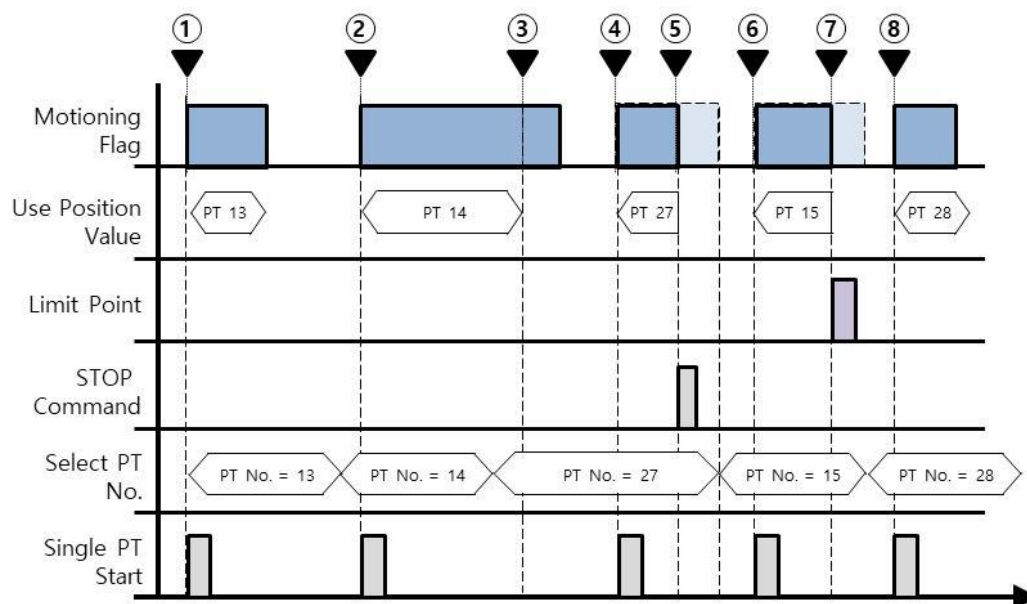 ① ② ③ ④ ⑤ ⑥ ⑦ ⑧
Motioning
Flag
Use Position
Value
PT 13 PT 14 PT 27 PT 15 PT 28
Limit Point
STOP
Command
Select PT
No.
PT No. = 13 PT No. = 14 PT No. = 27 PT No. = 15 PT No. = 28
Single PT
Start